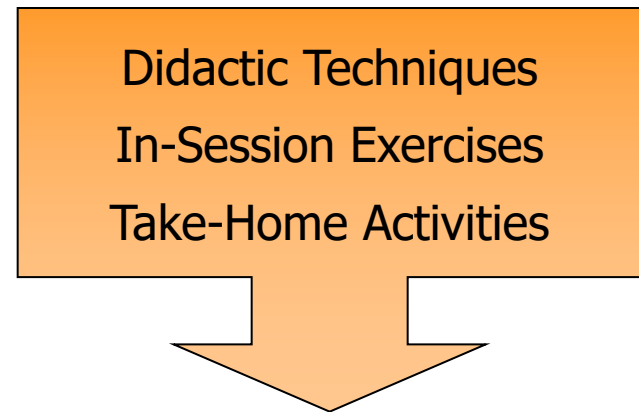 Didactic Techniques
In-Session Exercises
Take-Home Activities